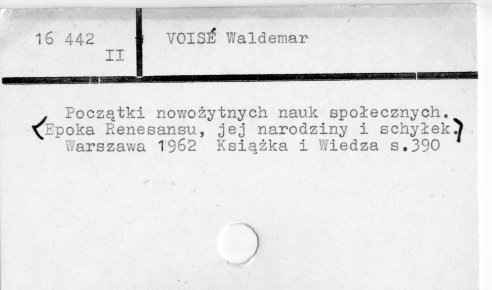 16 442
II
VOISÉ Waldemar
Początki nowożytnych nauk społecznych.
<Epoka Renesansu, jej narodziny i schyłek.>
Warszawa 1962 Książka i Wiedza s.390